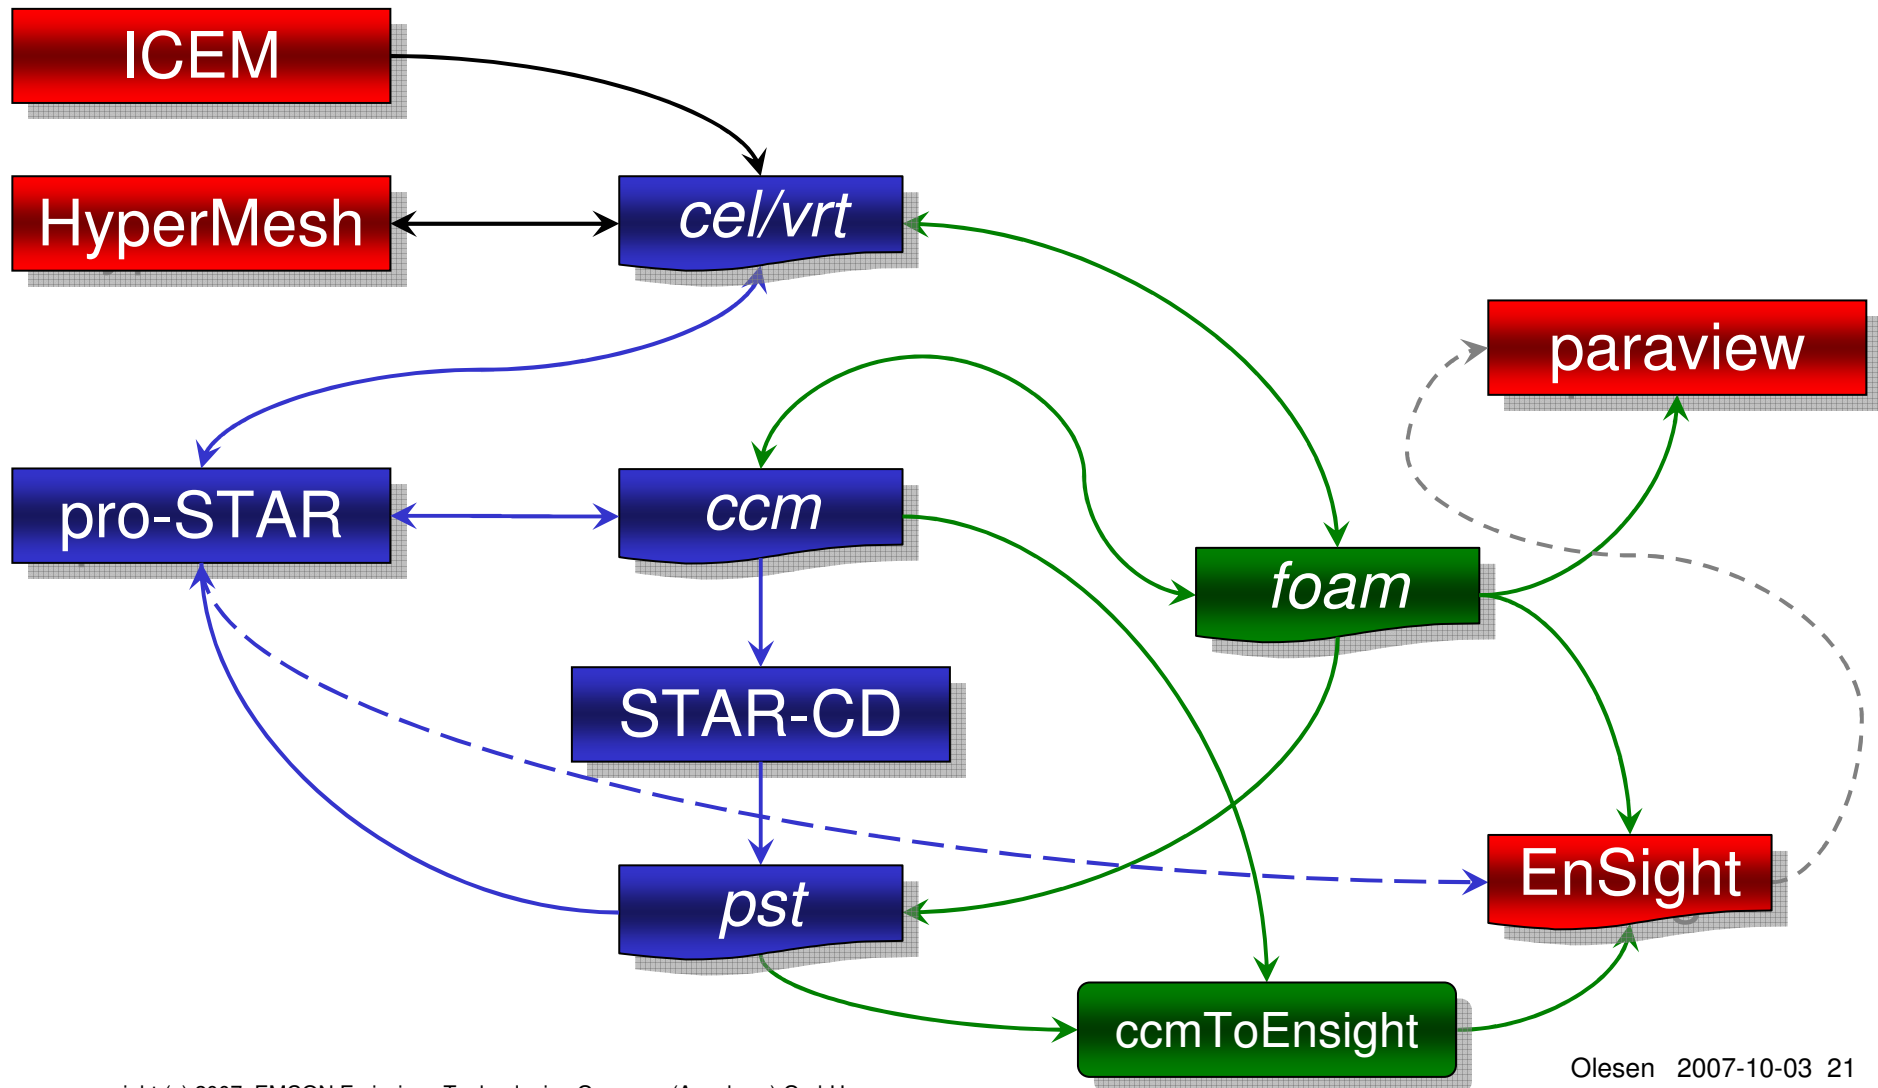 ICEM
HyperMesh
cel/vrt
paraview
pro-STAR
ccm
foam
STAR-CD
EnSight
pst
ccmToEnsight
Olesen 2007-10-03 21